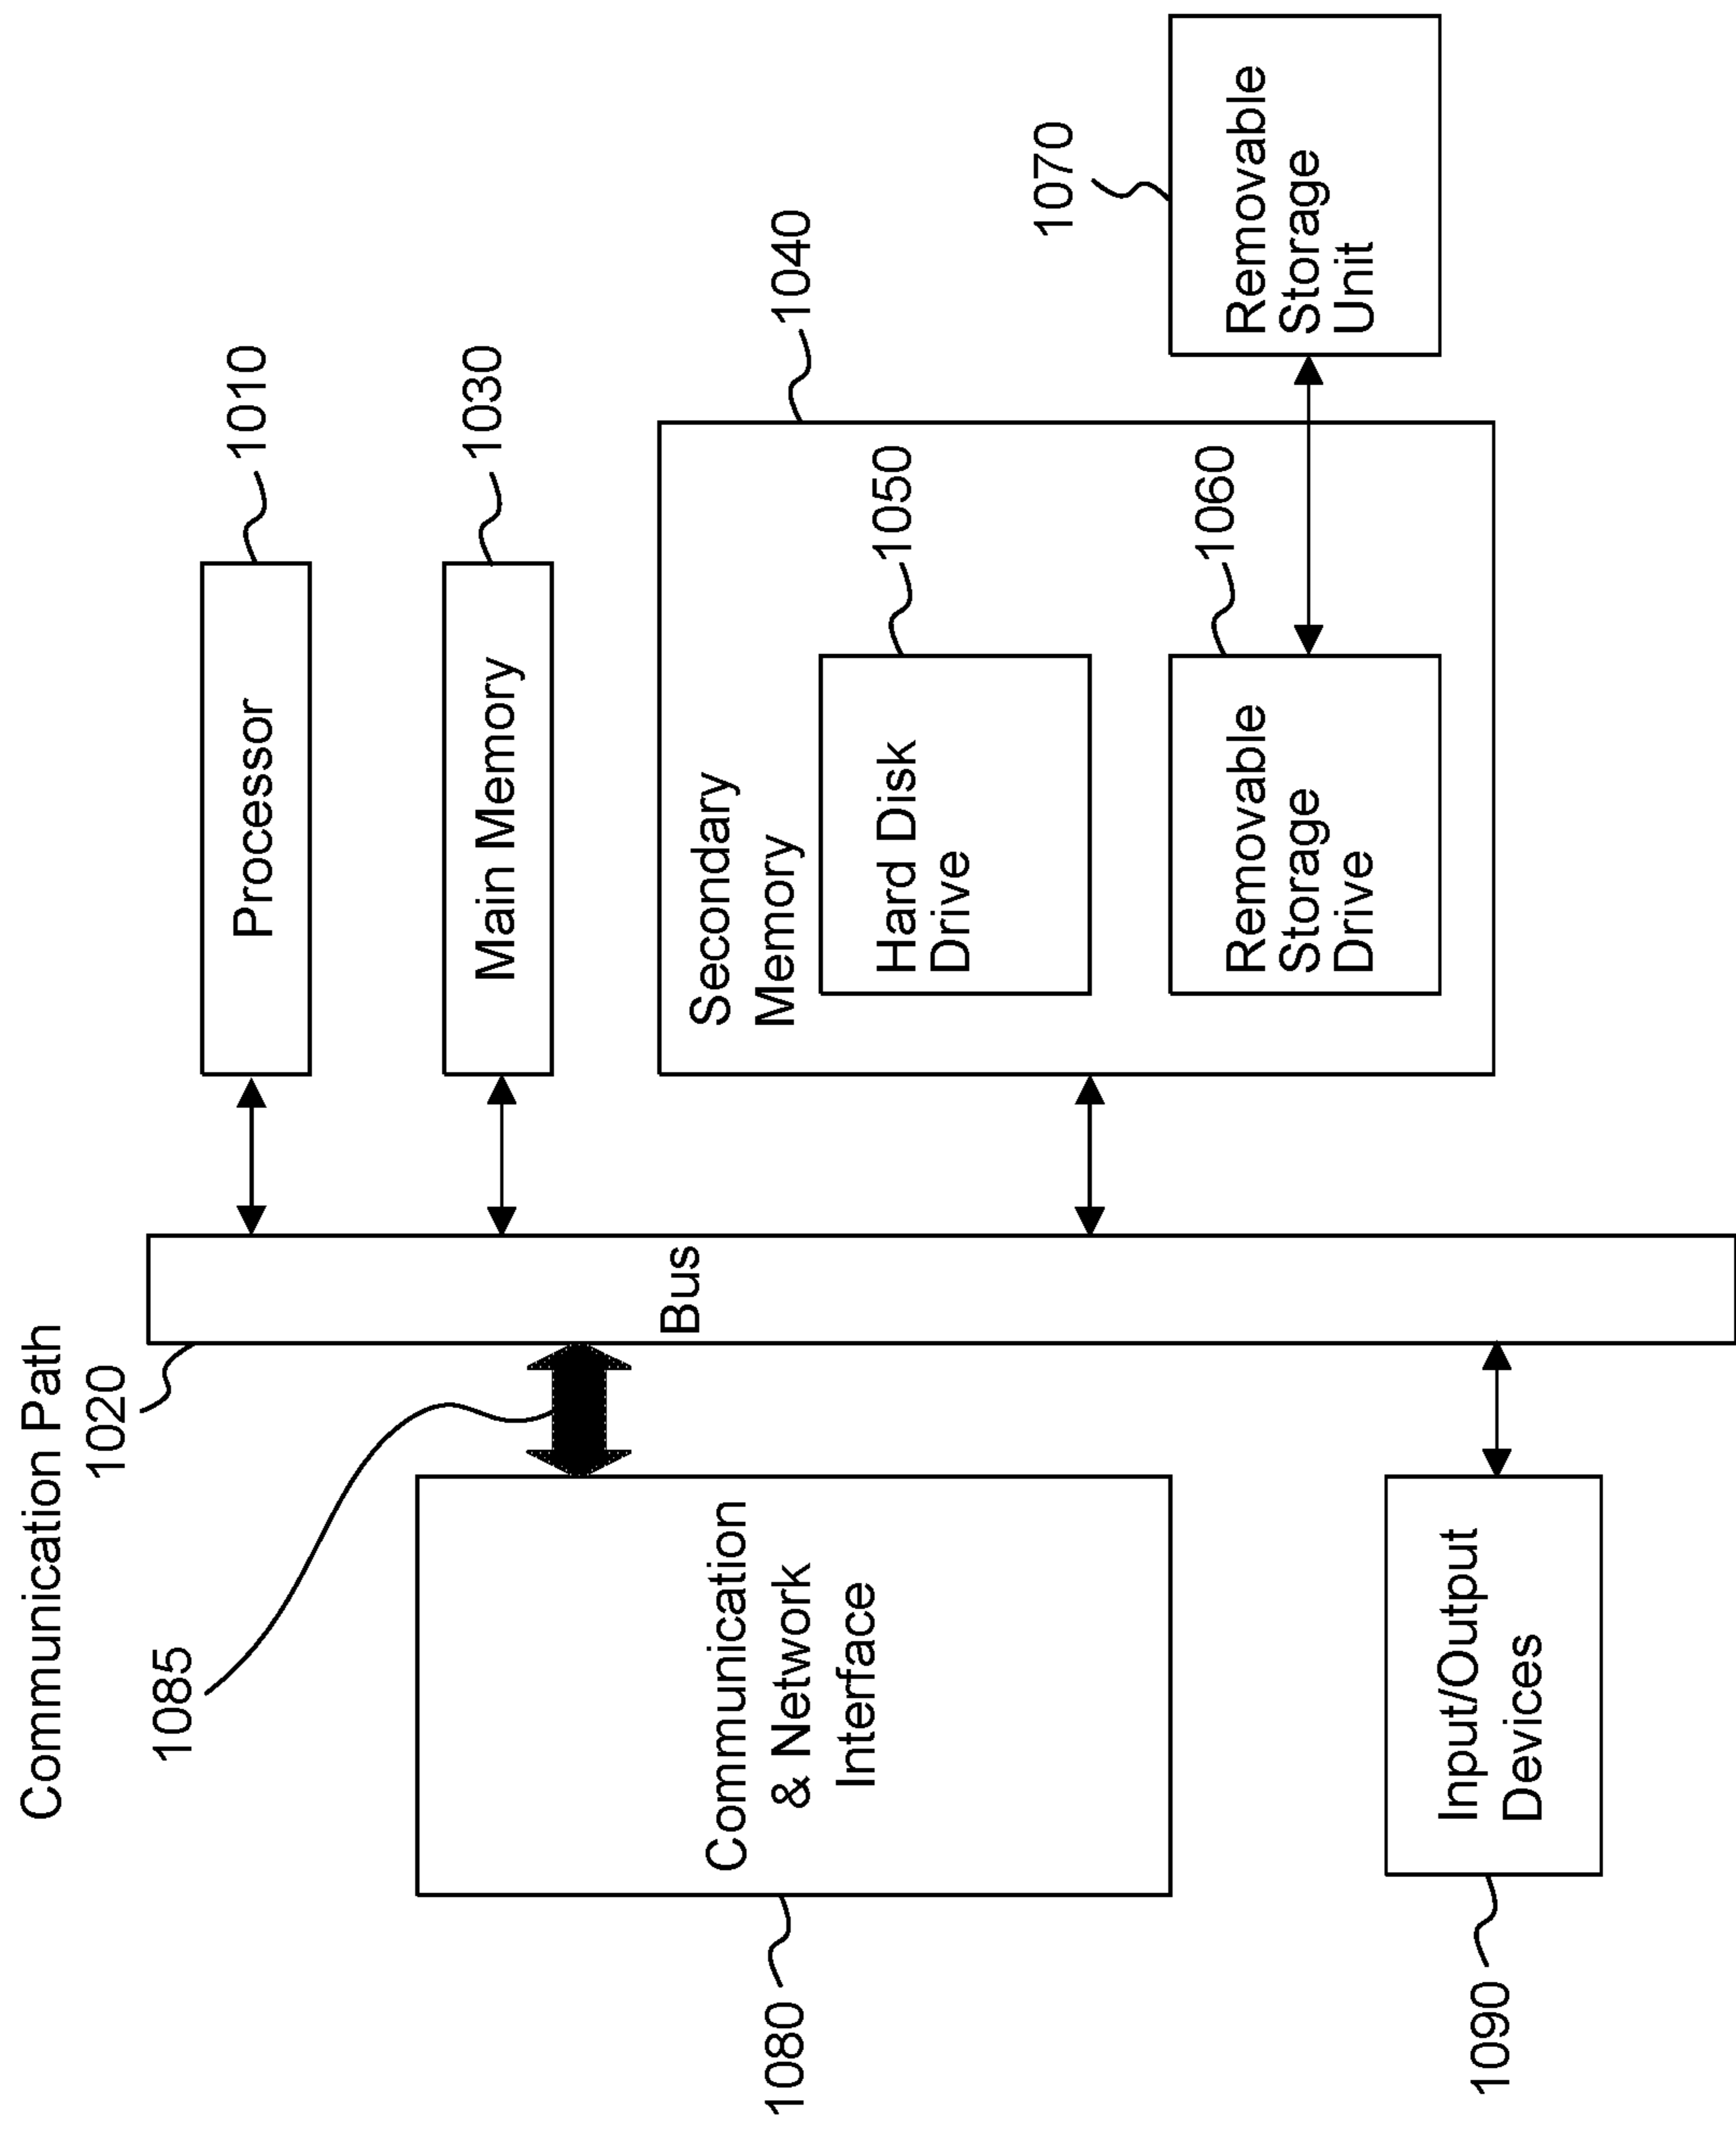 Communication Path
1020
1085
Processor
1010
Main Memory
1030
Bus
Secondary
Memory
1040
Hard Disk
Drive
1050
Removable
Storage
Drive
1060
Removable
Storage
Unit
1070
Communication
& Network
Interface
1080
Input/Output
Devices
1090